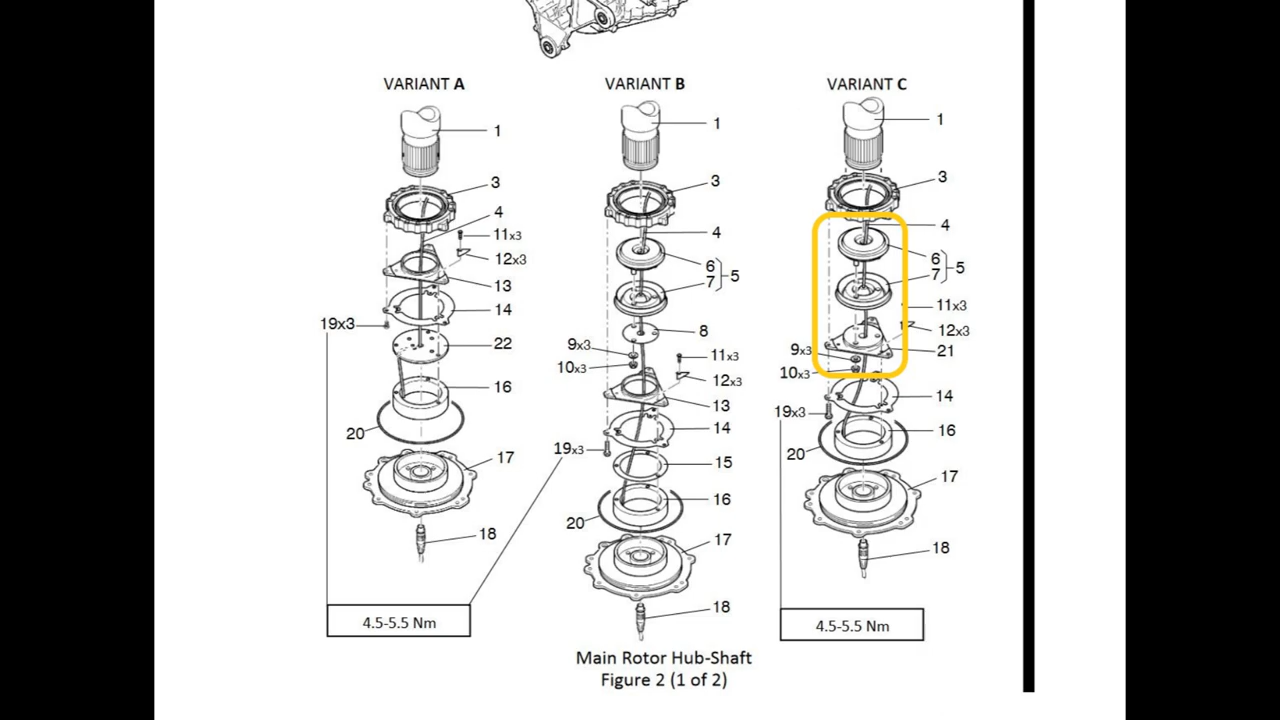 VARIANT A
1
3
4
11x3
12x3
13
14
19x3
22
16
20
17
18
4.5-5.5 Nm
VARIANT B
1
3
4
6
7
5
8
9x3
10x3
11x3
12x3
13
14
19x3
15
16
20
17
18
VARIANT C
1
3
4
6
7
5
11x3
12x3
9x3
21
10x3
14
19x3
16
20
17
18
4.5-5.5 Nm
Main Rotor Hub-Shaft
Figure 2 (1 of 2)